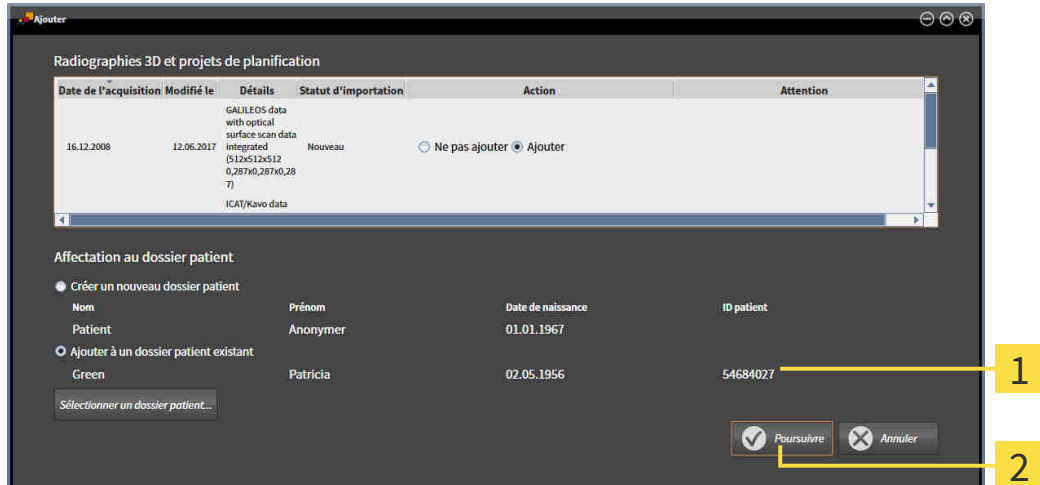 Ajouter
Radiographies 3D et projets de planification
Date de l'acquisition Modifié le Détails Statut d'importation Action Attention
GALILEOS data
with optical
surface scan data
16.12.2008 12.06.2017 integrated Nouveau Ne pas ajouter Ajouter
(512x512x512
0,287x0,287x0,28
7)
ICAT/Kavo data
Affectation au dossier patient
Créer un nouveau dossier patient
Nom Prénom Date de naissance ID patient
Patient Anonymer 01.01.1967
Ajouter à un dossier patient existant
Green Patricia 02.05.1956 54684027 1
Sélectionner un dossier patient...
Poursuivre Annuler
2